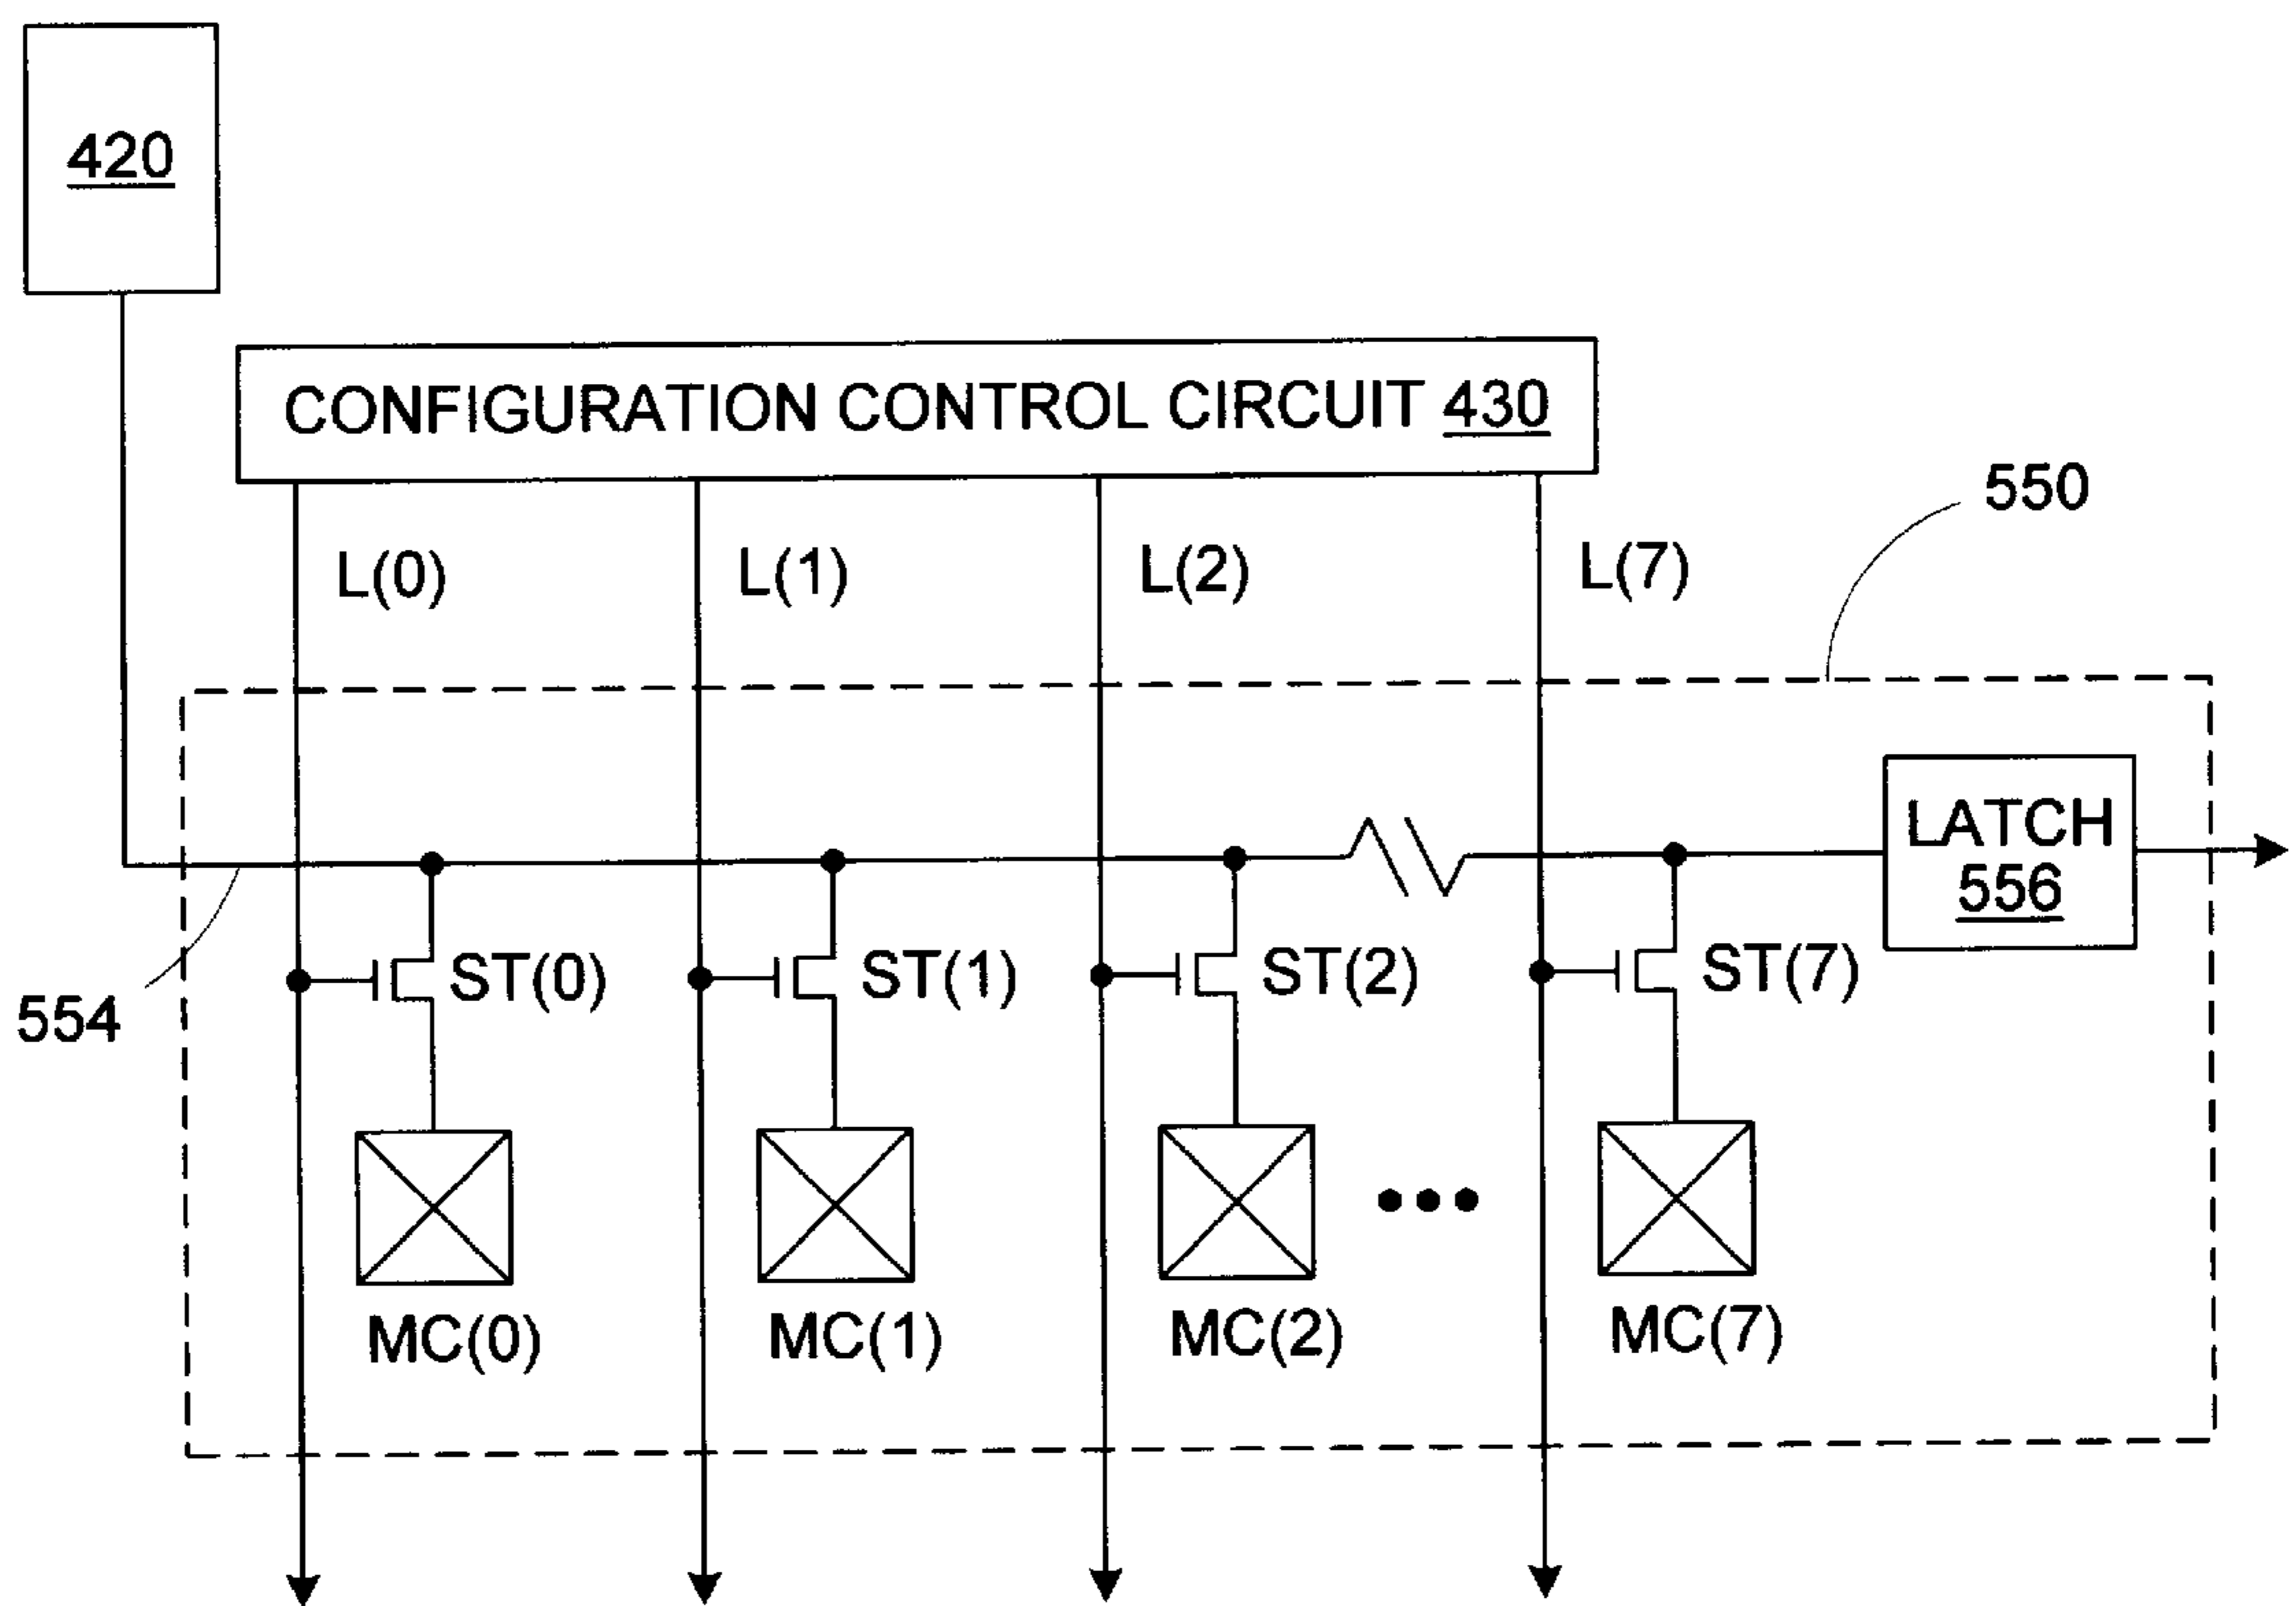 420
CONFIGURATION CONTROL CIRCUIT 430
550
L(0) L(1) L(2) L(7)
LATCH
556
ST(0) ST(1) ST(2) ST(7)
554
MC(0) MC(1) MC(2) MC(7)